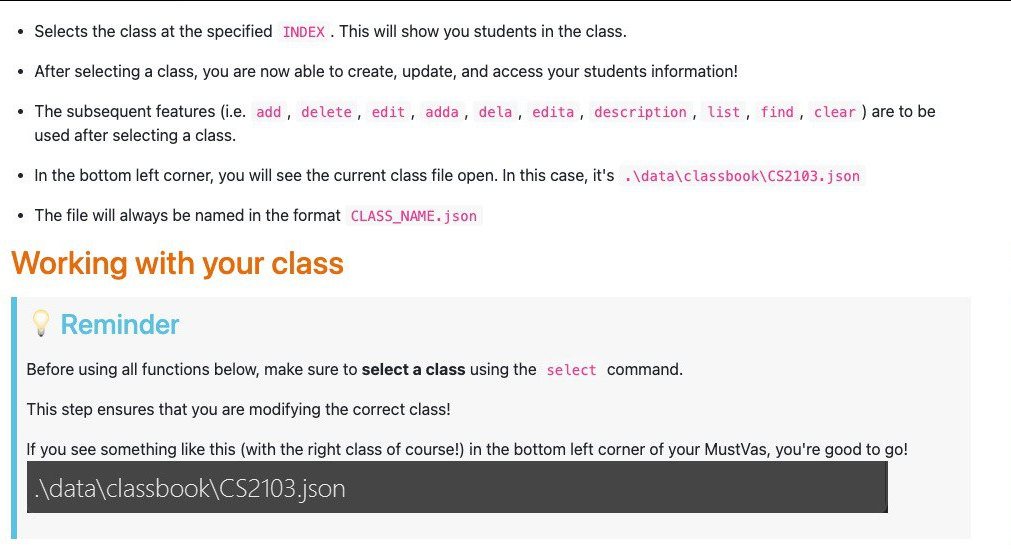 • Selects the class at the specified INDEX . This will show you students in the class.
• After selecting a class, you are now able to create, update, and access your students information!
• The subsequent features (i.e. add , delete , edit , adda , dela , edita , description , list , find , clear ) are to be
used after selecting a class.
• In the bottom left corner, you will see the current class file open. In this case, it's .\data\classbook\CS2103.json
• The file will always be named in the format CLASS_NAME.json
Working with your class
💡 Reminder
Before using all functions below, make sure to select a class using the select command.
This step ensures that you are modifying the correct class!
If you see something like this (with the right class of course!) in the bottom left corner of your MustVas, you're good to go!
.\data\classbook\CS2103.json